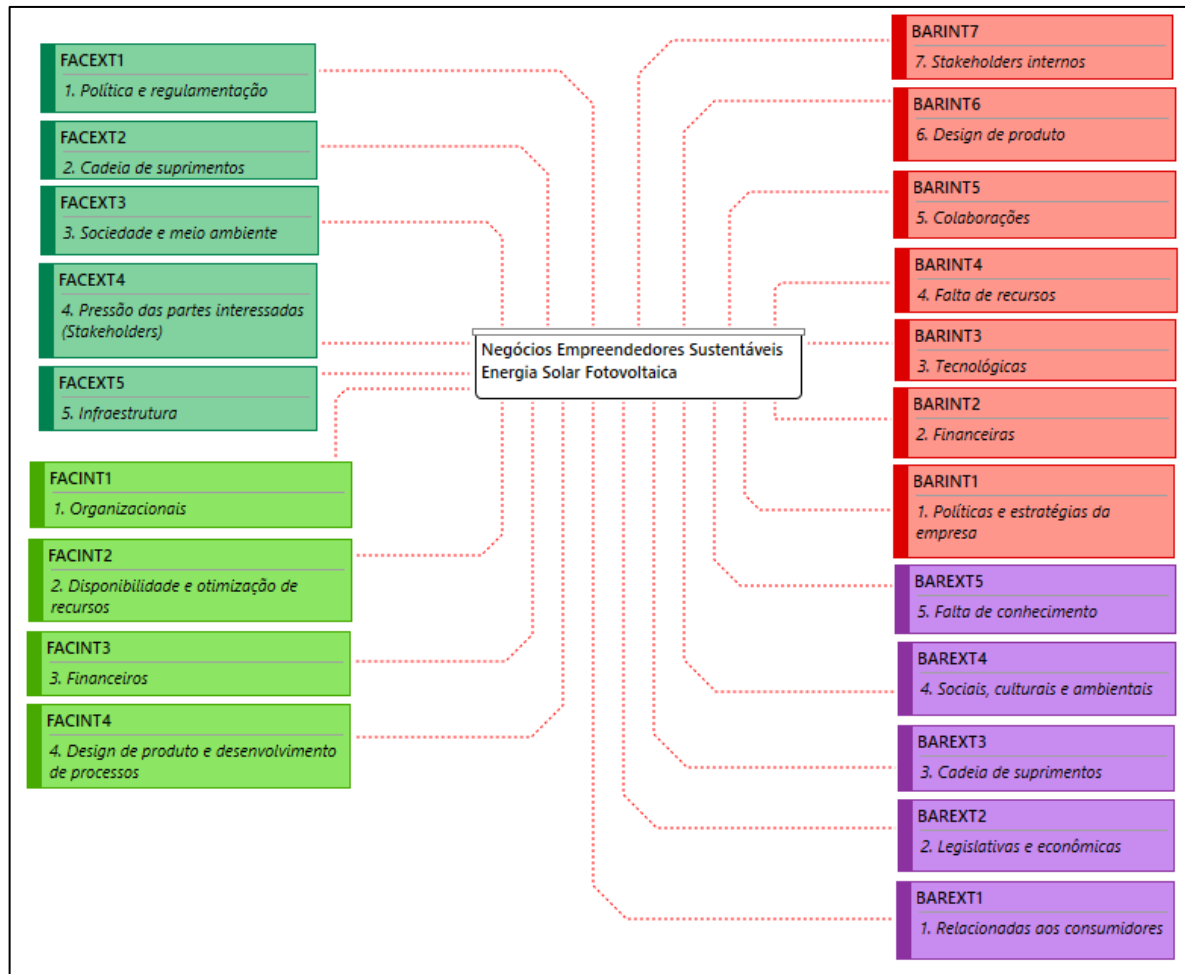 FACEXT1
1. Política e regulamentação
FACEXT2
2. Cadeia de suprimentos
FACEXT3
3. Sociedade e meio ambiente
FACEXT4
4. Pressão das partes interessadas
(Stakeholders)
FACEXT5
5. Infraestrutura
FACINT1
1. Organizacionais
FACINT2
2. Disponibilidade e otimização de
recursos
FACINT3
3. Financeiros
FACINT4
4. Design de produto e desenvolvimento
de processos
Negócios Empreendedores Sustentáveis
Energia Solar Fotovoltaica
BARINT7
7. Stakeholders internos
BARINT6
6. Design de produto
BARINT5
5. Colaborações
BARINT4
4. Falta de recursos
BARINT3
3. Tecnológicas
BARINT2
2. Financeiras
BARINT1
1. Políticas e estratégias da
empresa
BAREXT5
5. Falta de conhecimento
BAREXT4
4. Sociais, culturais e ambientais
BAREXT3
3. Cadeia de suprimentos
BAREXT2
2. Legislativas e econômicas
BAREXT1
1. Relacionadas aos consumidores